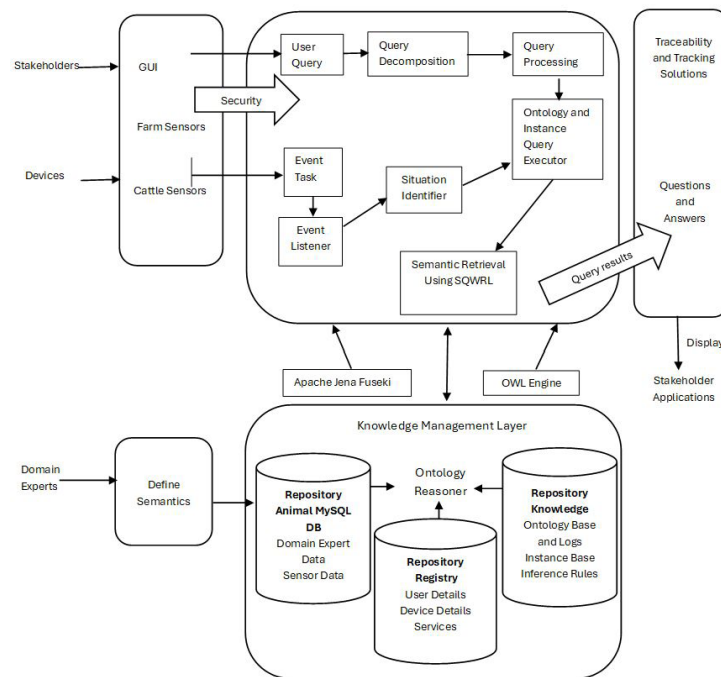 Stakeholders
Devices
GUI
Farm Sensors
Cattle Sensors
Security
User
Query
Query
Decomposition
Query
Processing
Ontology and
Instance
Query
Executor
Event
Task
Situation
Identifier
Event
Listener
Semantic Retrieval
Using SQWRL
Query results
Traceability
and Tracking
Solutions
Questions
and
Answers
Display
Stakeholder
Applications
Apache Jena Fuseki
OWL Engine
Knowledge Management Layer
Domain
Experts
Define
Semantics
Repository
Animal MySQL
DB
Domain Expert
Data
Sensor Data
Ontology
Reasoner
Repository
Registry
User Details
Device Details
Services
Repository
Knowledge
Ontology Base
and Logs
Instance Base
Inference Rules